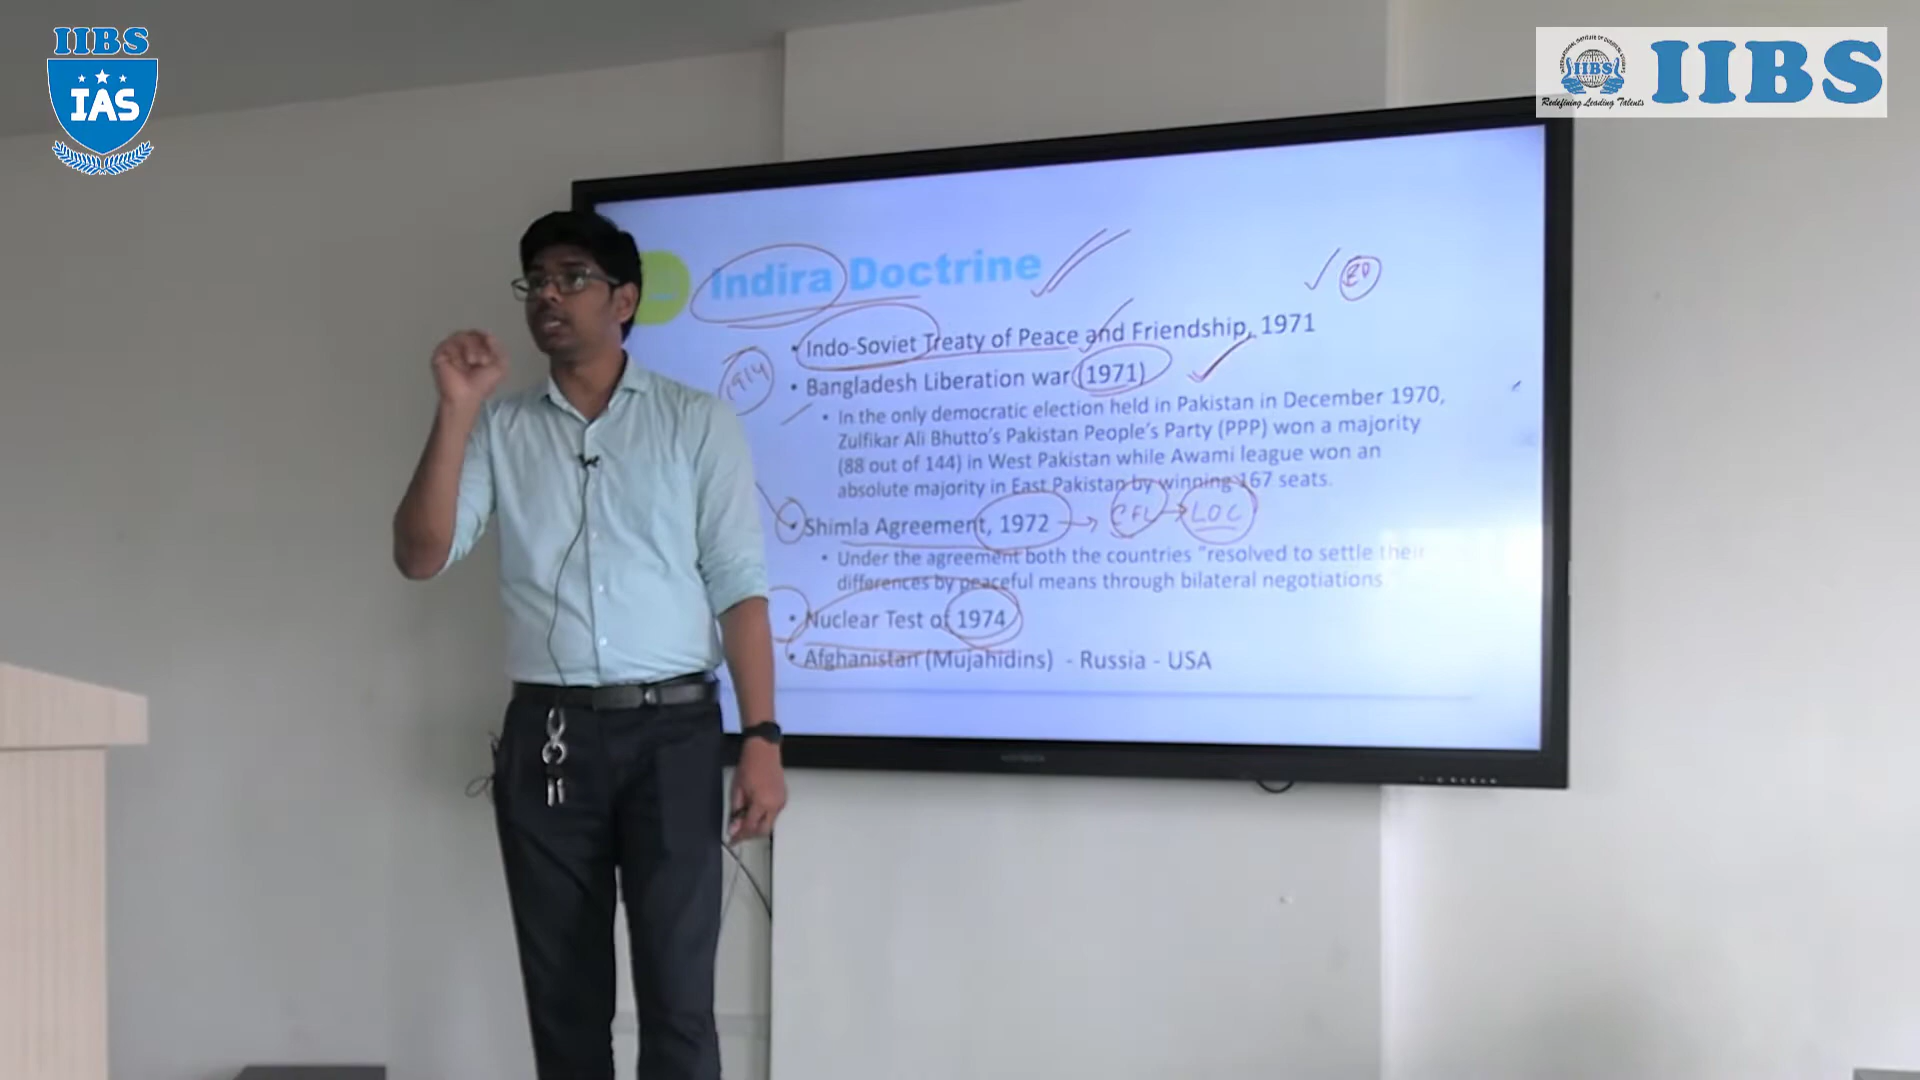 IIBS
IAS
IIBS
Redefining Leading Talents
IIBS
Indira Doctrine
20
• Indo-Soviet Treaty of Peace and Friendship, 1971
1914
• Bangladesh Liberation war (1971)
• In the only democratic election held in Pakistan in December 1970,
Zulfikar Ali Bhutto's Pakistan People's Party (PPP) won a majority
(88 out of 144) in West Pakistan while Awami league won an
absolute majority in East Pakistan by winning 167 seats.
• Shimla Agreement, 1972 → CFL → LOC
• Under the agreement both the countries "resolved to settle their
differences by peaceful means through bilateral negotiations
• Nuclear Test of 1974
• Afghanistan (Mujahidins) - Russia - USA